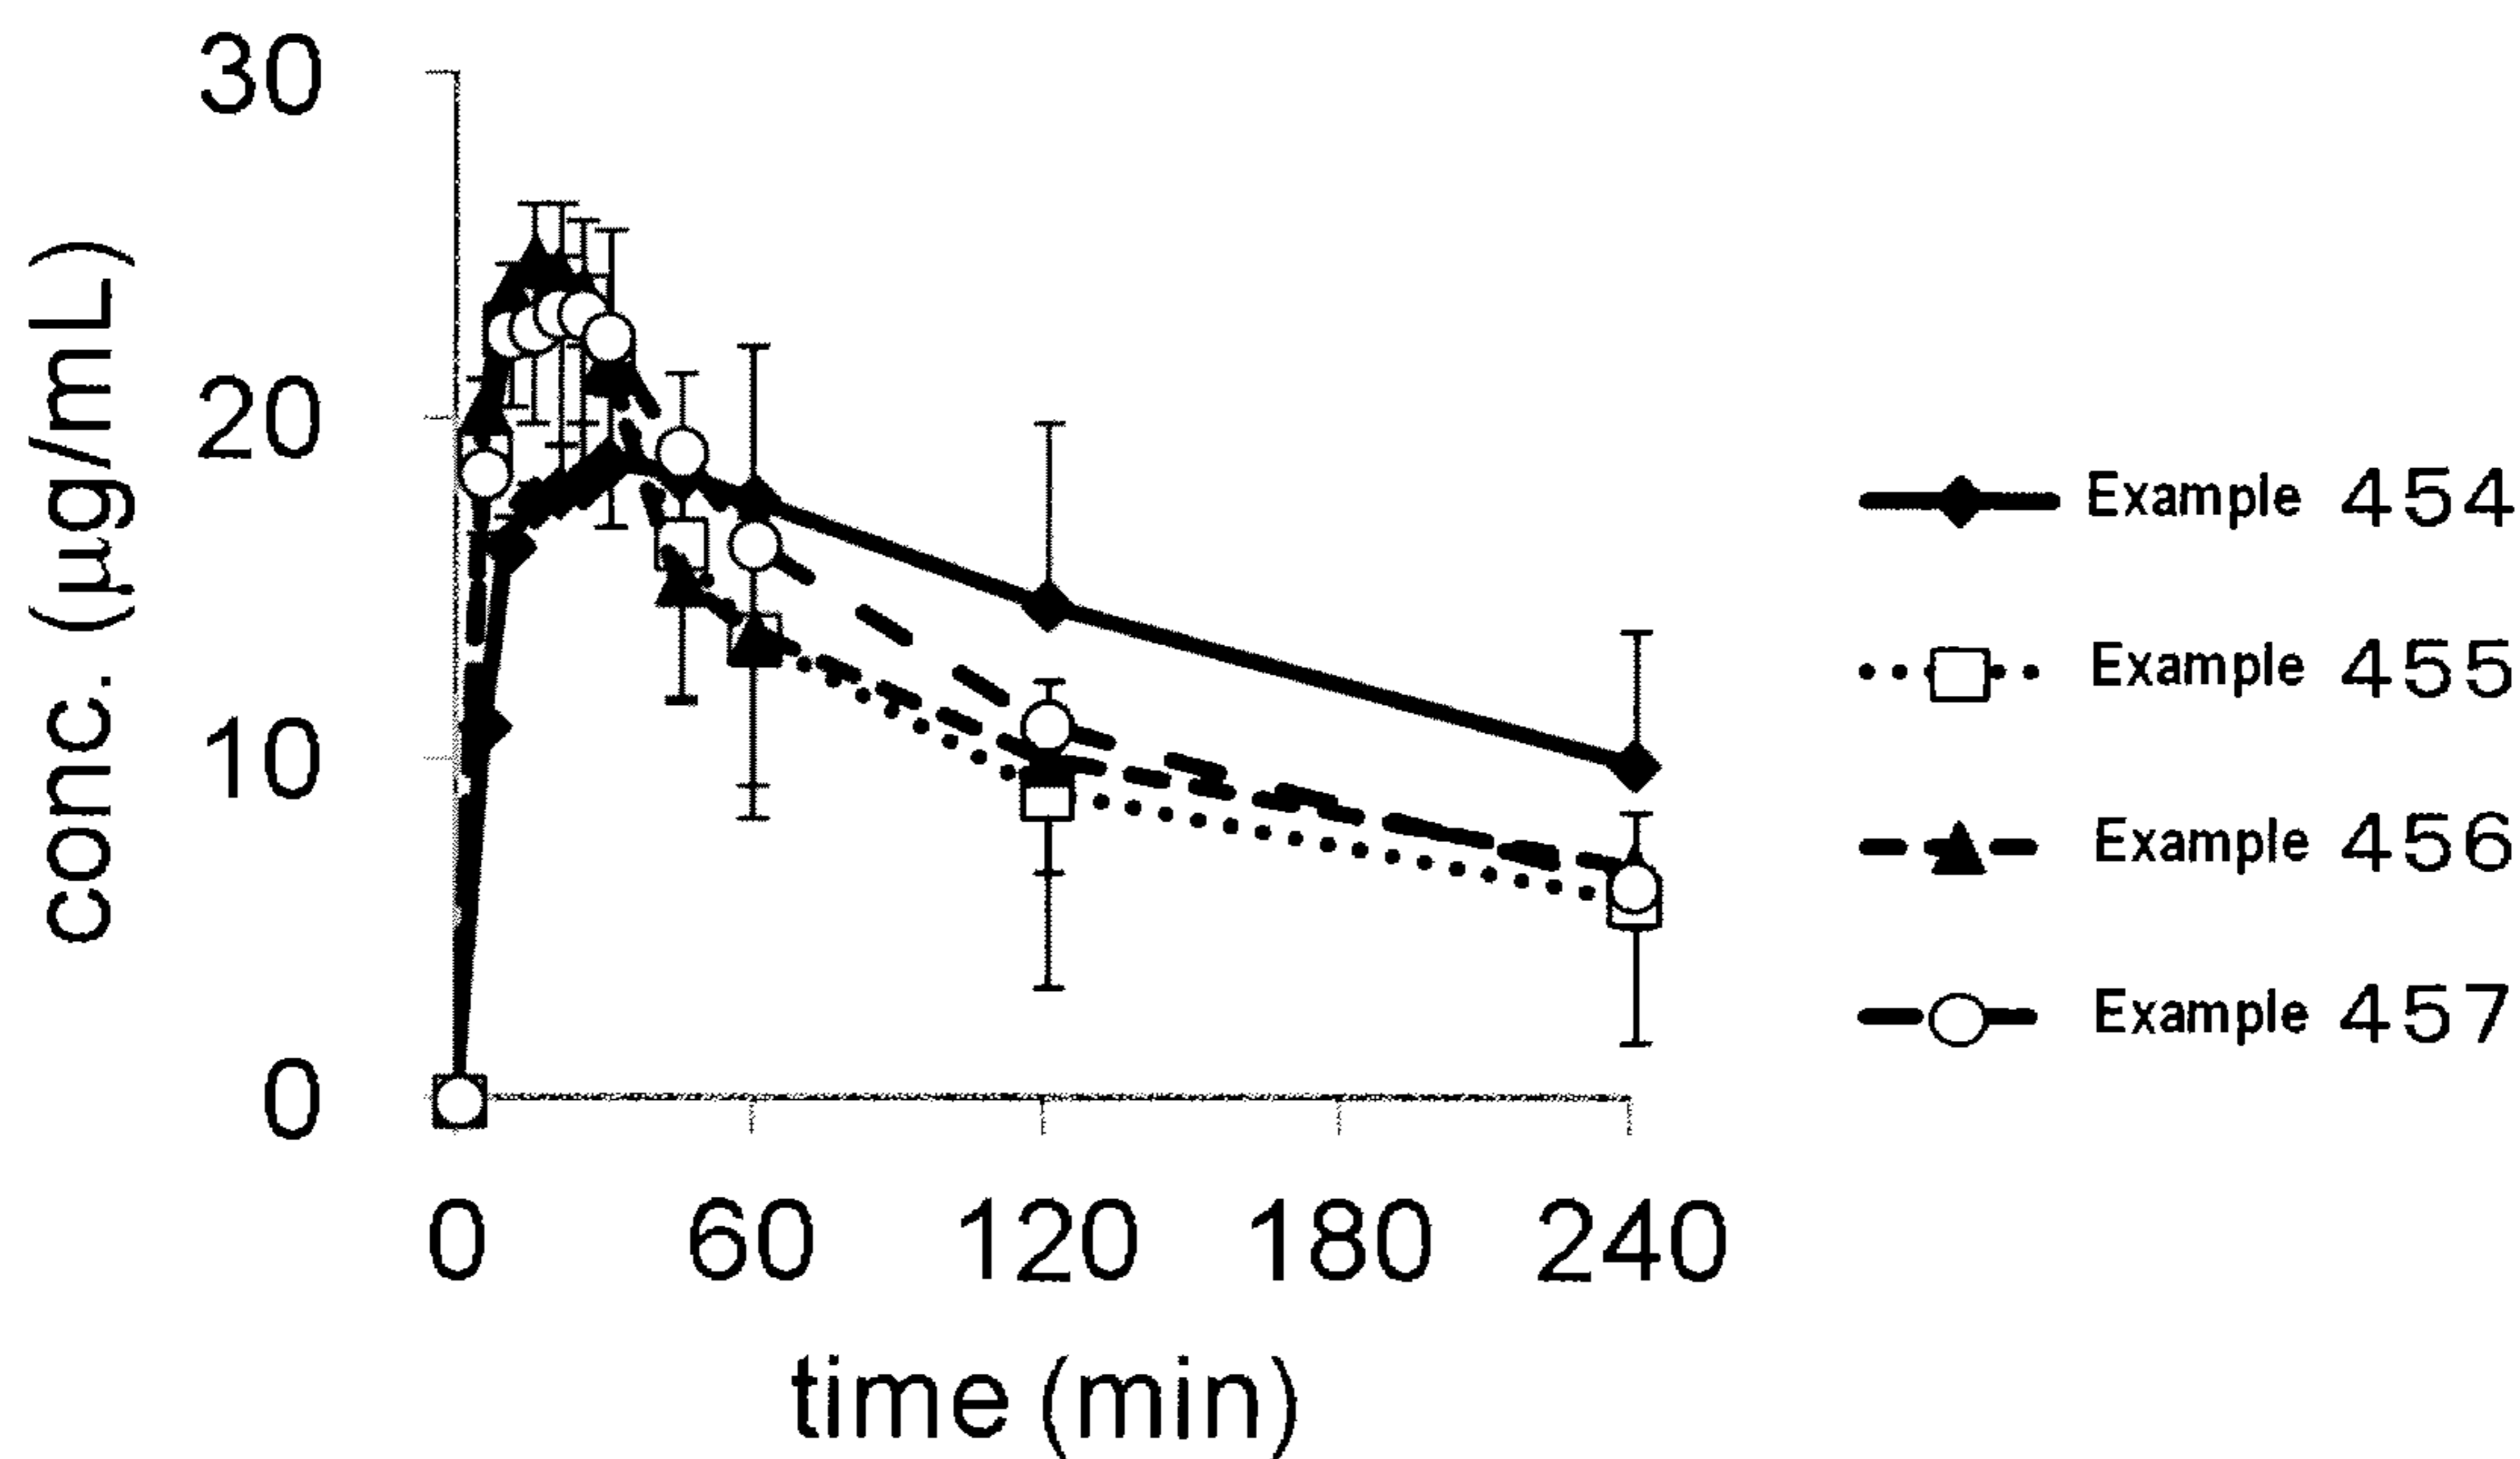 30
20
10
0
conc. (µg/mL)
0 60 120 180 240
time (min)
Example 454
Example 455
Example 456
Example 457